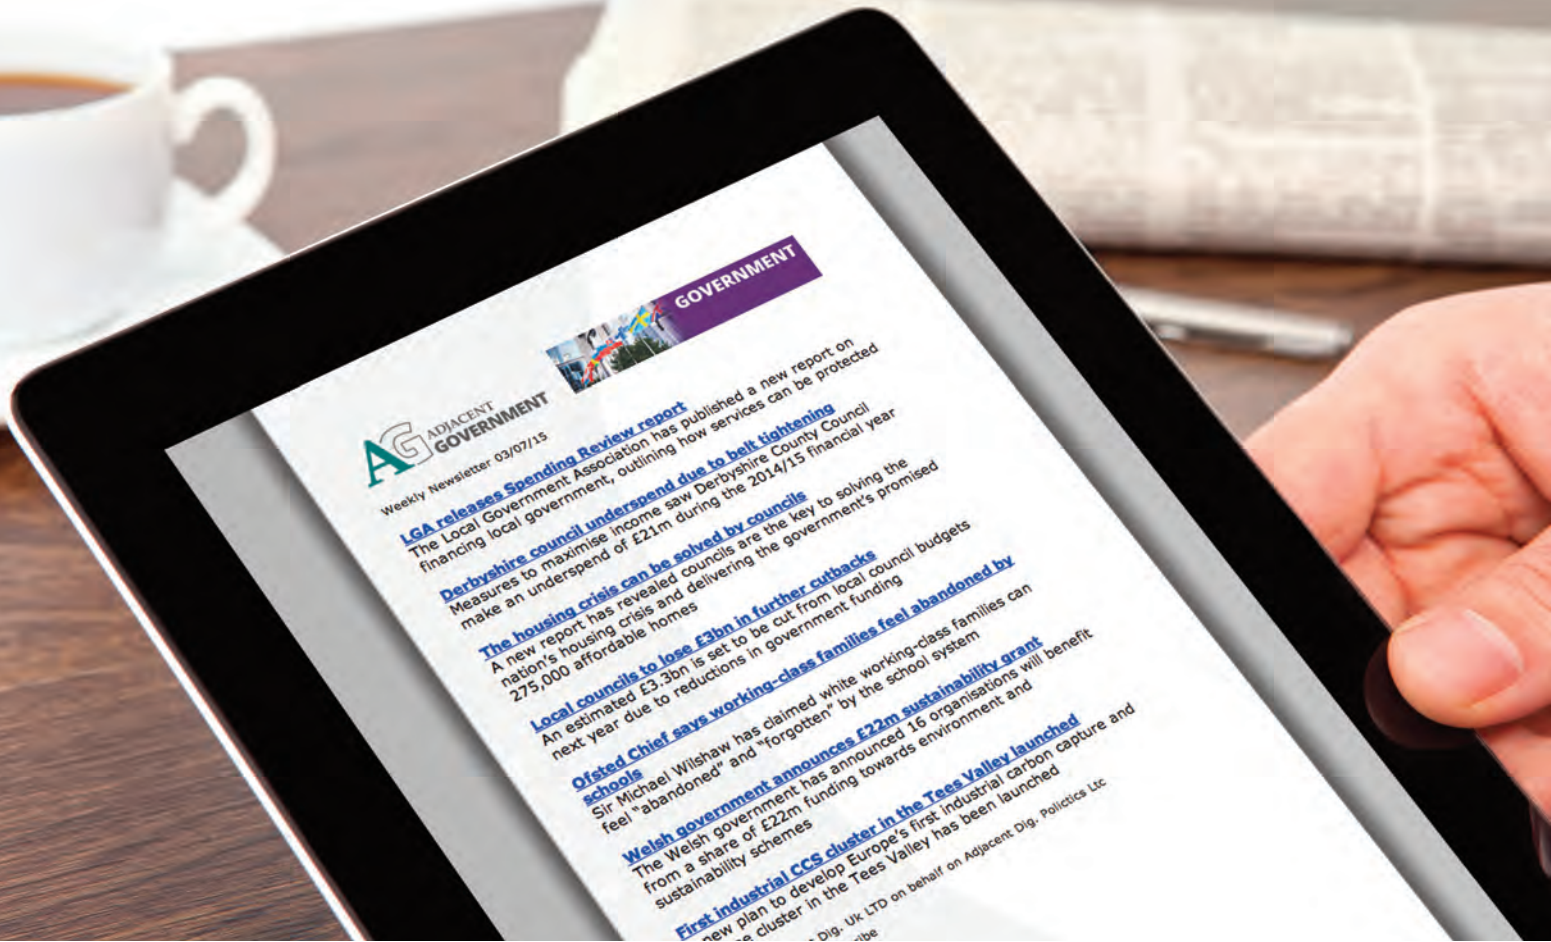 GOVERNMENT
AG ADJACENT
GOVERNMENT
Weekly Newsletter 03/07/15
LGA releases Spending Review report
The Local Government Association has published a new report on
financing local government, outlining how services can be protected
Derbyshire council underspend due to belt tightening
Measures to maximise income saw Derbyshire County Council
make an underspend of £21m during the 2014/15 financial year
The housing crisis can be solved by councils
A new report has revealed councils are the key to solving the
nation's housing crisis and delivering the government's promised
275,000 affordable homes
Local councils to lose £3bn in further cutbacks
An estimated £3.3bn is set to be cut from local council budgets
next year due to reductions in government funding
Ofsted Chief says working-class families feel abandoned by
schools
Sir Michael Wilshaw has claimed white working-class families can
feel "abandoned" and "forgotten" by the school system
Welsh government announces £22m sustainability grant
The Welsh government has announced 16 organisations will benefit
from a share of £22m funding towards environment and
sustainability schemes
First industrial CCS cluster in the Tees Valley launched
new plan to develop Europe's first industrial carbon capture and
cluster in the Tees Valley has been launched
Dig. Uk LTD on behalf on Adjacent Dig. Polictics Ltc